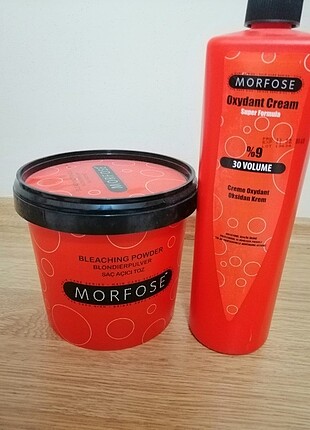 MORFOSE
Oxydant Cream
Super Formula
%9
30 VOLUME
Creme Oxydant
Oksidan Krem
MORFOSE
BLEACHING POWDER
BLONDIERPULVER
SAÇ AÇICI TOZ
MORFOSE